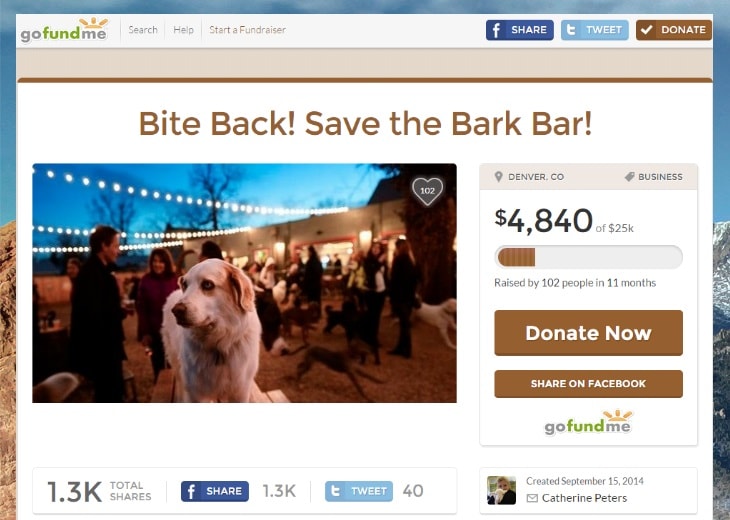 gofundme Search Help Start a Fundraiser f SHARE TWEET DONATE
Bite Back! Save the Bark Bar!
102
DENVER, CO BUSINESS
$4,840 of $25k
Raised by 102 people in 11 months
Donate Now
SHARE ON FACEBOOK
gofundme
1.3K TOTAL SHARES f SHARE 1.3K t TWEET 40
Created September 15, 2014
Catherine Peters